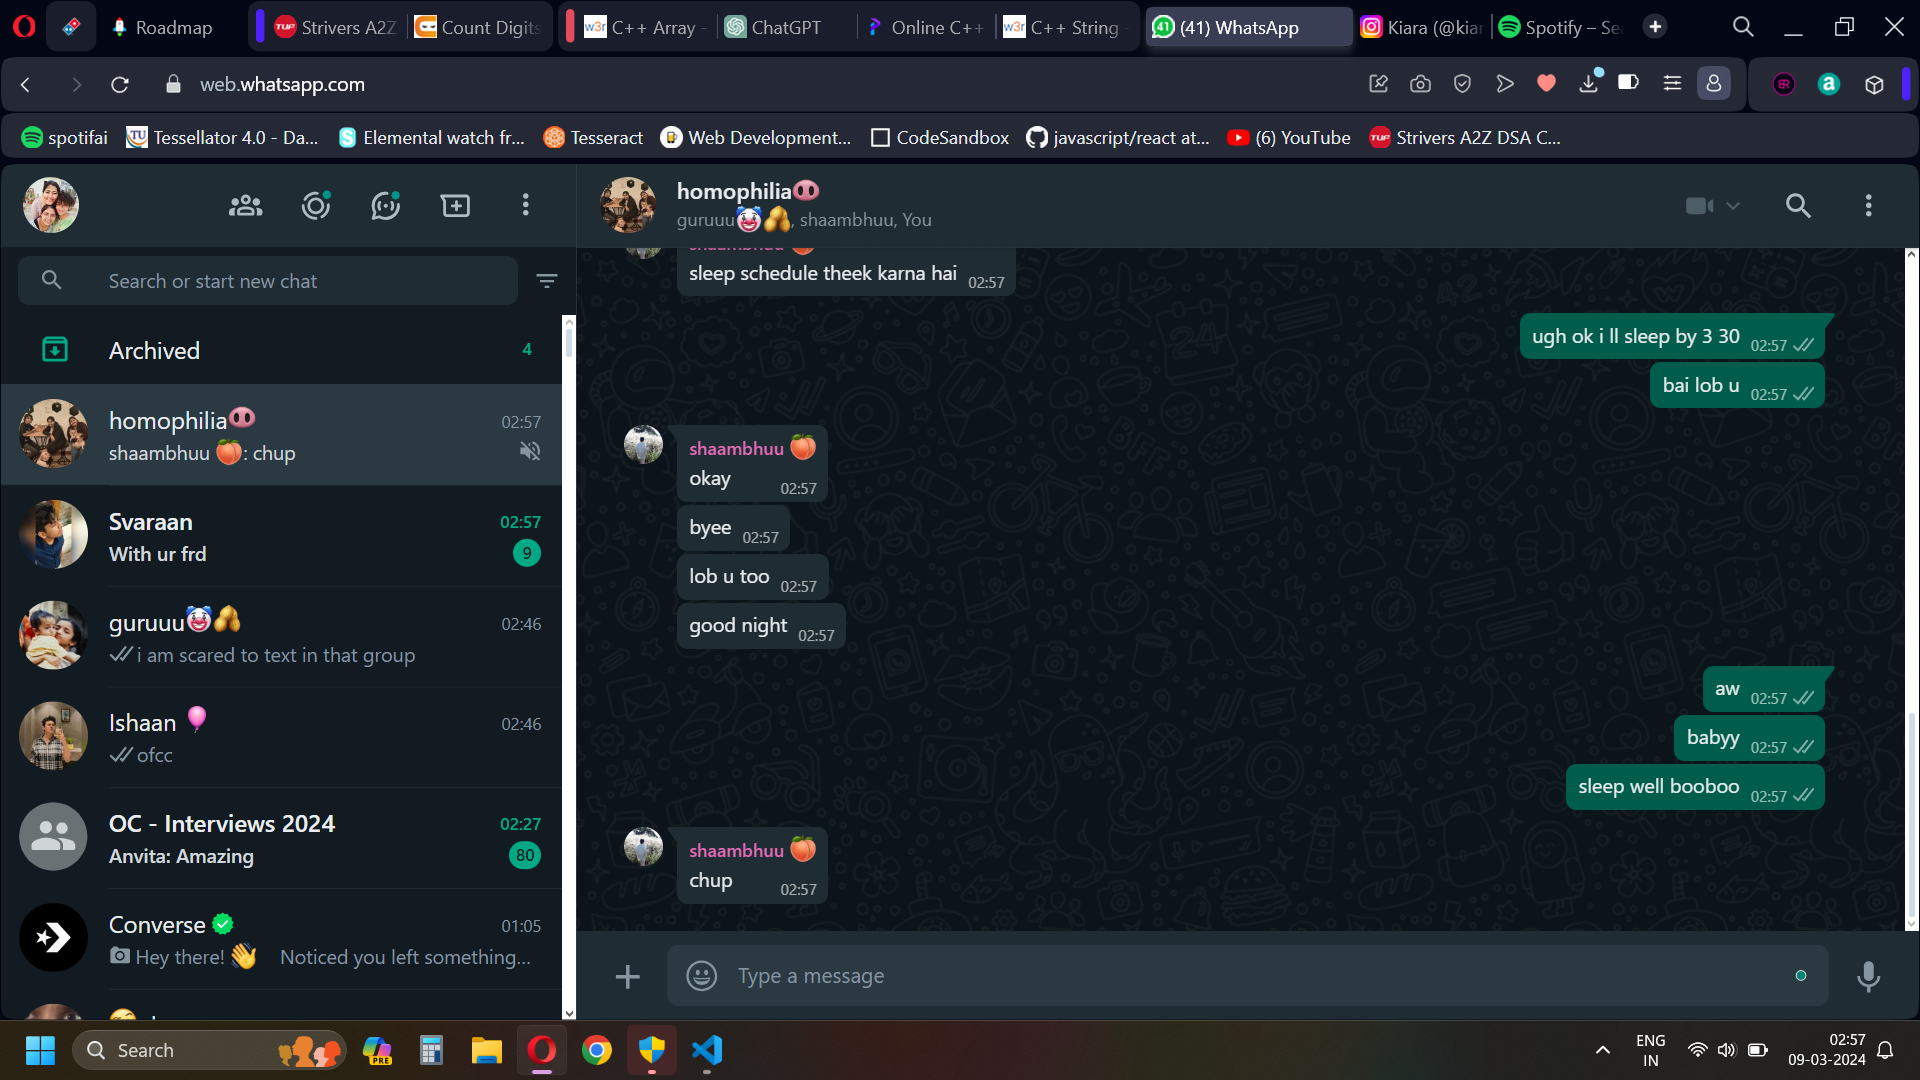 Roadmap
Strivers A2Z
Count Digits
C++ Array -
ChatGPT
Online C++
C++ String -
(41) WhatsApp
Kiara (@kiar
Spotify – Se
web.whatsapp.com
spotifai
Tessellator 4.0 - Da...
Elemental watch fr...
Tesseract
Web Development...
CodeSandbox
javascript/react at...
(6) YouTube
Strivers A2Z DSA C...
Search or start new chat
Archived 4
homophilia🐽 02:57
shaambhuu 🍑: chup
Svaraan 02:57
With ur frd 9
guruuu🤡🥜 02:46
i am scared to text in that group
Ishaan 🎈 02:46
ofcc
OC - Interviews 2024 02:27
Anvita: Amazing 80
Converse 01:05
Hey there! 👋 Noticed you left something...
homophilia🐽
guruuu🤡🥜, shaambhuu, You
sleep schedule theek karna hai 02:57
ugh ok i ll sleep by 3 30 02:57
bai lob u 02:57
shaambhuu 🍑
okay 02:57
byee 02:57
lob u too 02:57
good night 02:57
aw 02:57
babyy 02:57
sleep well booboo 02:57
shaambhuu 🍑
chup 02:57
Type a message
Search
PRE
ENG
IN
02:57
09-03-2024